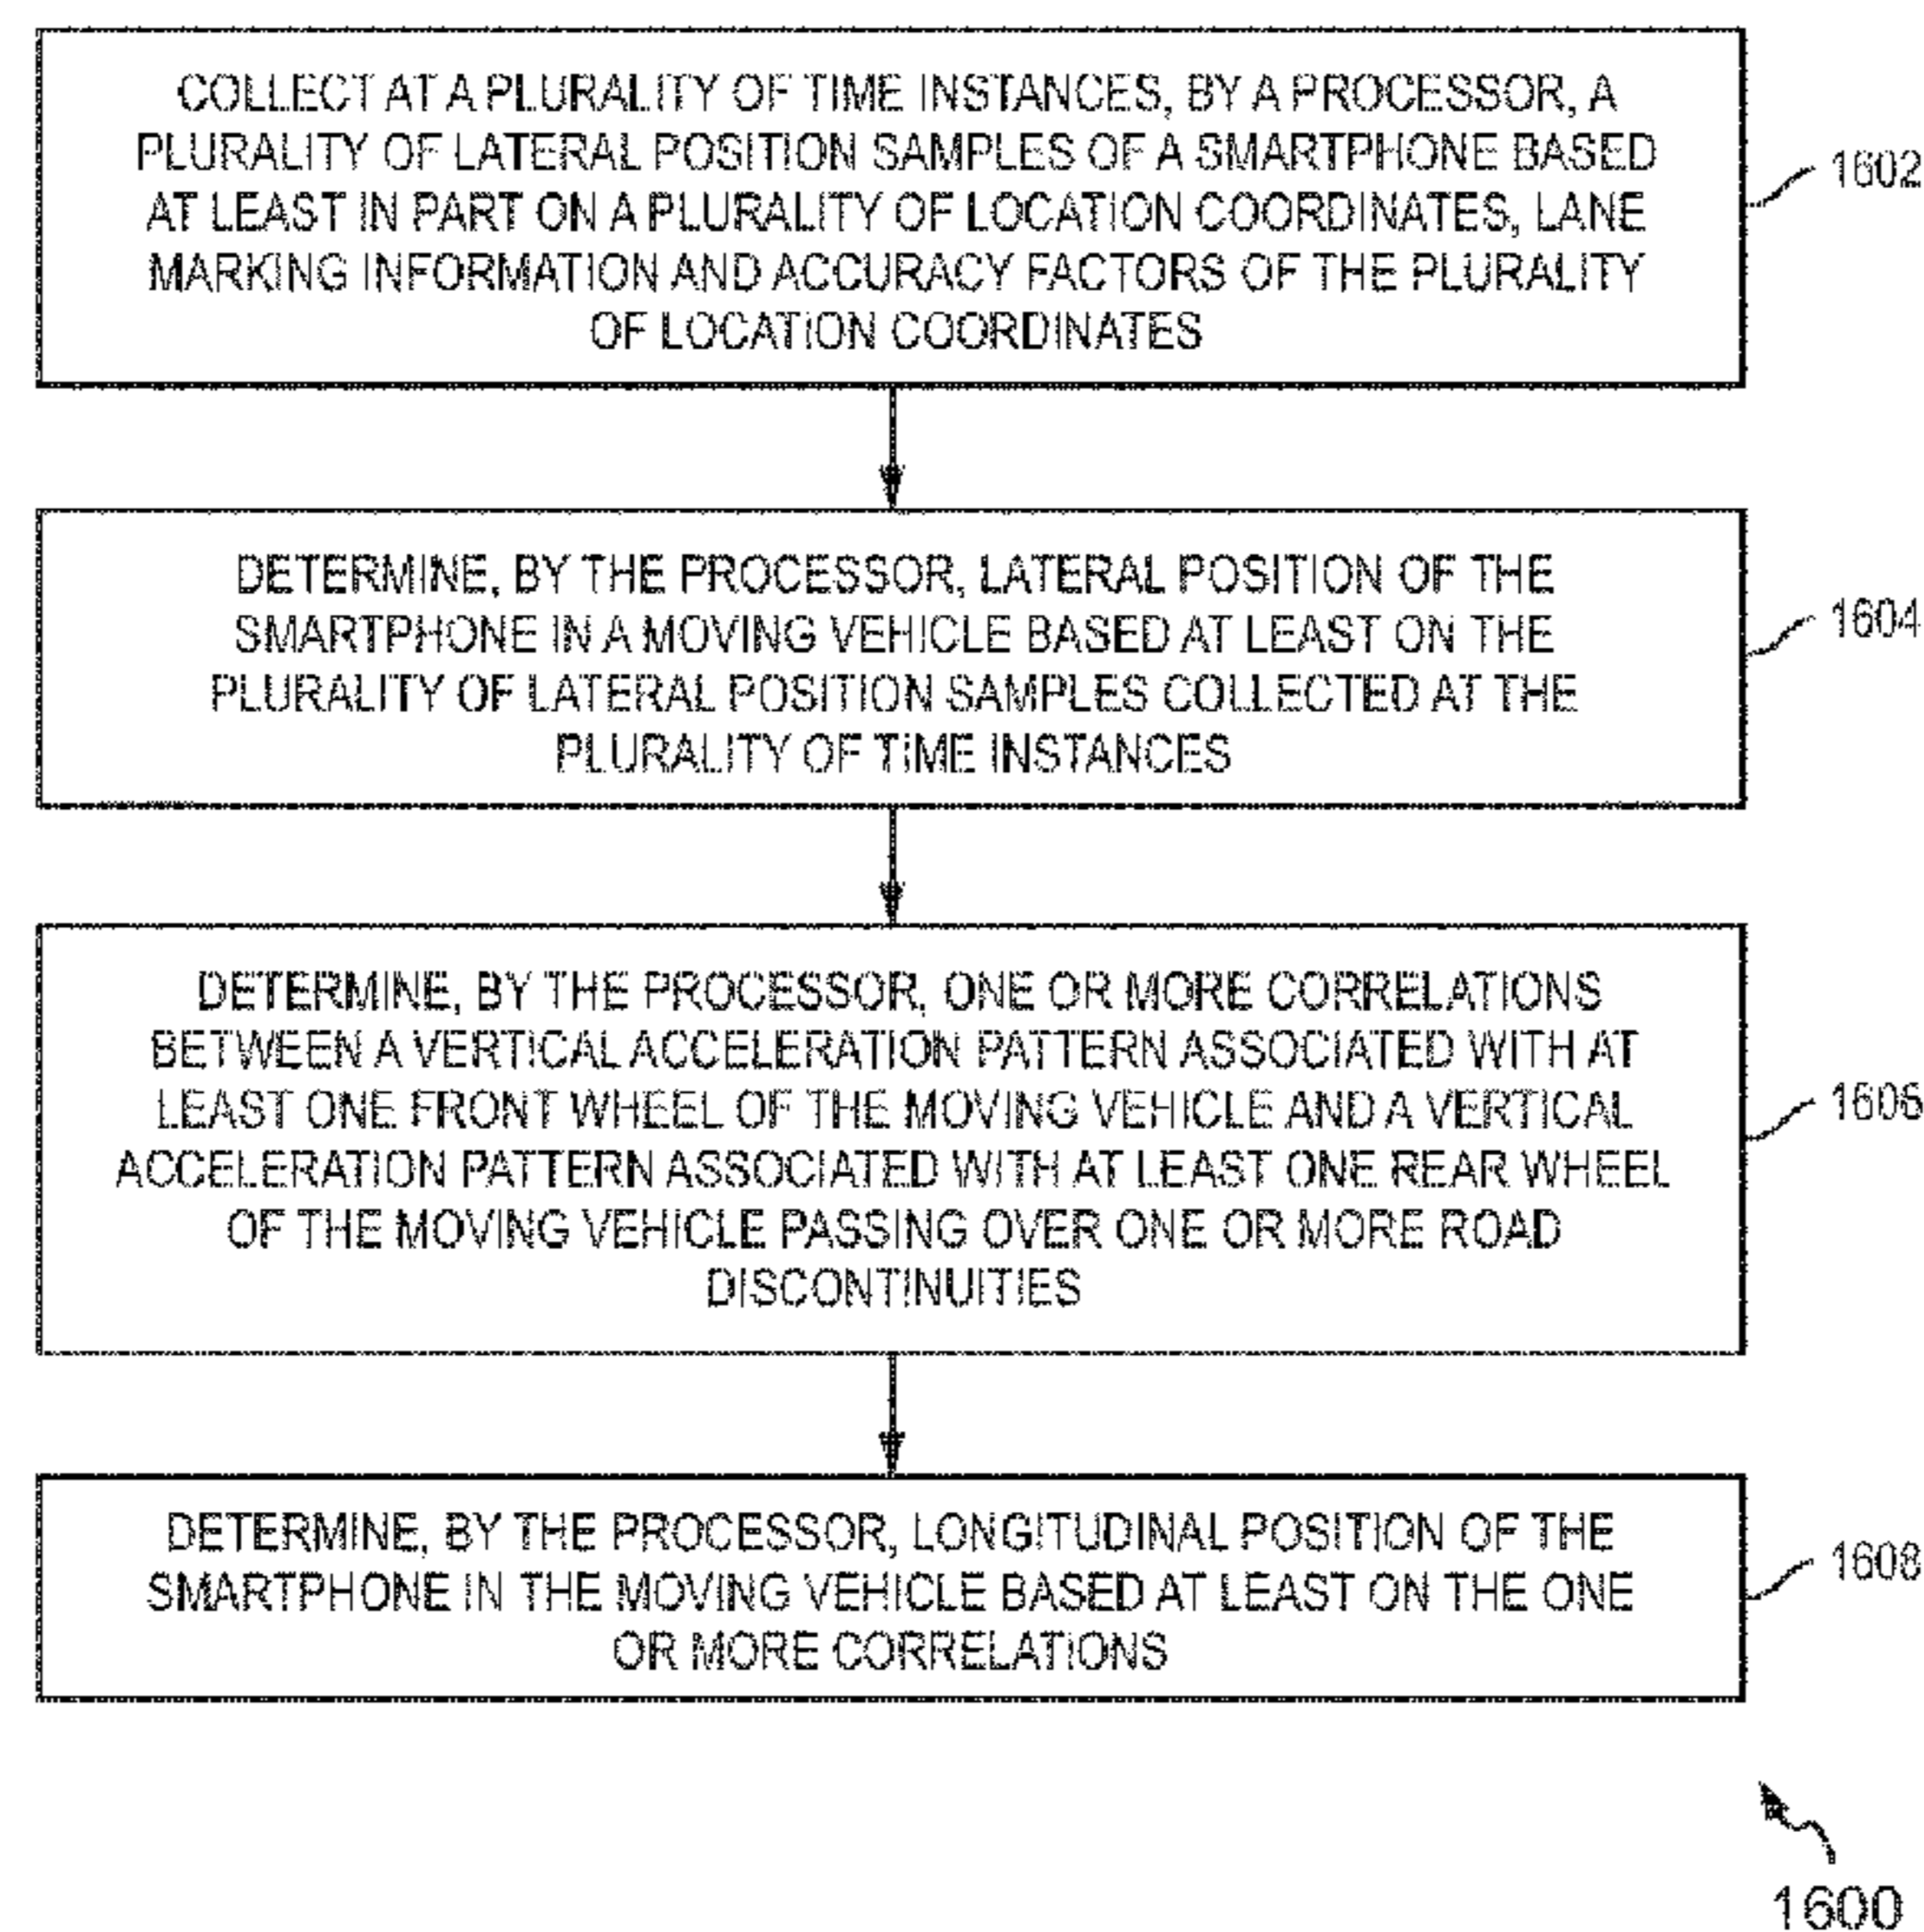 COLLECT AT A PLURALITY OF TIME INSTANCES, BY A PROCESSOR, A
PLURALITY OF LATERAL POSITION SAMPLES OF A SMARTPHONE BASED
AT LEAST IN PART ON A PLURALITY OF LOCATION COORDINATES, LANE
MARKING INFORMATION AND ACCURACY FACTORS OF THE PLURALITY
OF LOCATION COORDINATES
1602
DETERMINE, BY THE PROCESSOR, LATERAL POSITION OF THE
SMARTPHONE IN A MOVING VEHICLE BASED AT LEAST ON THE
PLURALITY OF LATERAL POSITION SAMPLES COLLECTED AT THE
PLURALITY OF TIME INSTANCES
1604
DETERMINE, BY THE PROCESSOR, ONE OR MORE CORRELATIONS
BETWEEN A VERTICAL ACCELERATION PATTERN ASSOCIATED WITH AT
LEAST ONE FRONT WHEEL OF THE MOVING VEHICLE AND A VERTICAL
ACCELERATION PATTERN ASSOCIATED WITH AT LEAST ONE REAR WHEEL
OF THE MOVING VEHICLE PASSING OVER ONE OR MORE ROAD
DISCONTINUITIES
1606
DETERMINE, BY THE PROCESSOR, LONGITUDINAL POSITION OF THE
SMARTPHONE IN THE MOVING VEHICLE BASED AT LEAST ON THE ONE
OR MORE CORRELATIONS
1608
1600